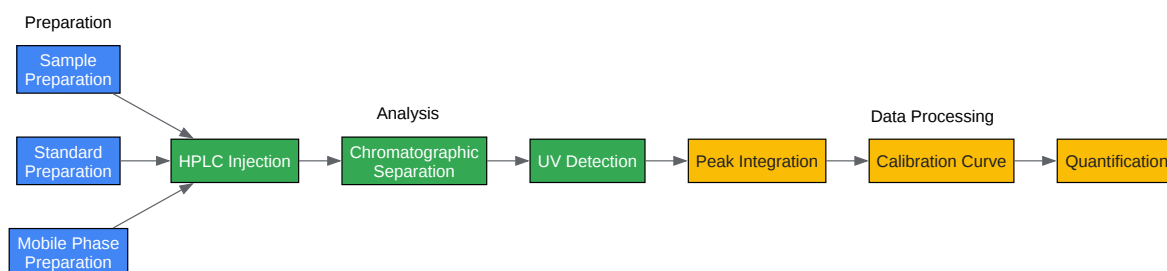 Preparation
Sample
Preparation
Standard
Preparation
Mobile Phase
Preparation
HPLC Injection
Analysis
Chromatographic
Separation
UV Detection
Peak Integration
Data Processing
Calibration Curve
Quantification